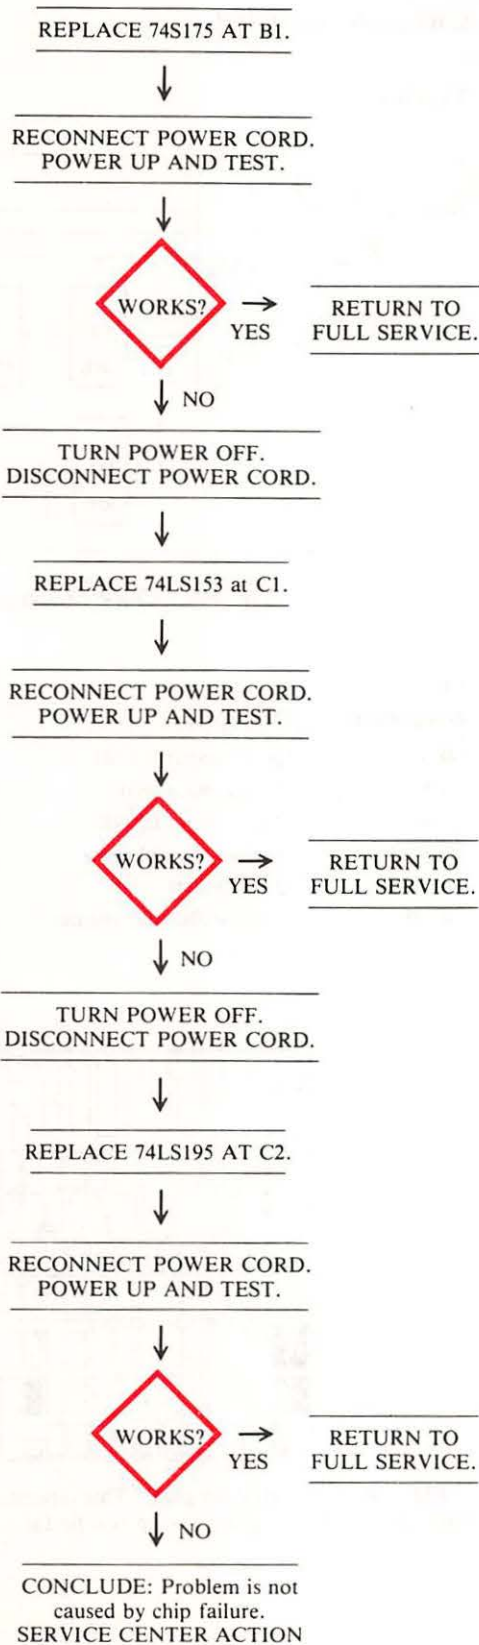 REPLACE 74S175 AT B1.
RECONNECT POWER CORD.
POWER UP AND TEST.
WORKS?
YES
RETURN TO
FULL SERVICE.
NO
TURN POWER OFF.
DISCONNECT POWER CORD.
REPLACE 74LS153 at C1.
RECONNECT POWER CORD.
POWER UP AND TEST.
WORKS?
YES
RETURN TO
FULL SERVICE.
NO
TURN POWER OFF.
DISCONNECT POWER CORD.
REPLACE 74LS195 AT C2.
RECONNECT POWER CORD.
POWER UP AND TEST.
WORKS?
YES
RETURN TO
FULL SERVICE.
NO
CONCLUDE: Problem is not
caused by chip failure.
SERVICE CENTER ACTION